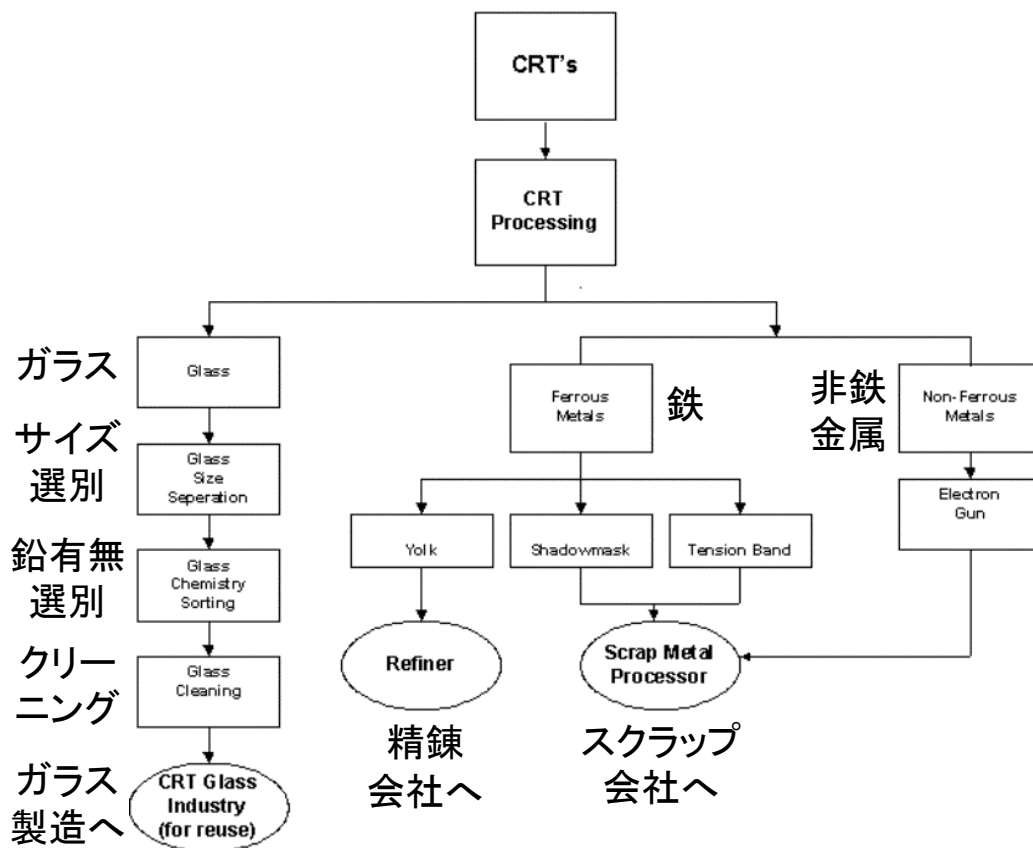 CRT's
CRT
Processing
ガラス
Glass
サイズ
選別
Glass
Size
Seperation
鉛有無
選別
Glass
Chemistry
Sorting
クリー
ニング
Glass
Cleaning
ガラス
製造へ
CRT Glass
Industry
(for reuse)
Ferrous
Metals
鉄
Yolk
Shadowmask
Tension Band
Refiner
精錬
会社へ
Scrap Metal
Processor
スクラップ
会社へ
非鉄
金属
Non-Ferrous
Metals
Electron
Gun